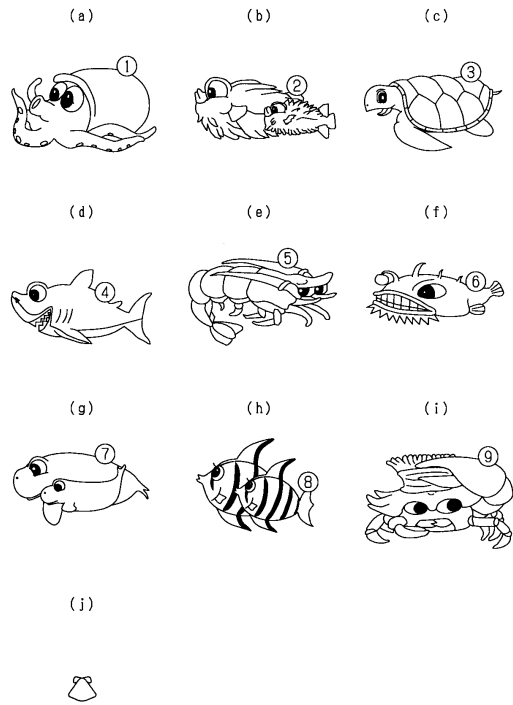 (a) (b) (c)
① ② ③
(d) (e) (f)
④ ⑤ ⑥
(g) (h) (i)
⑦ ⑧ ⑨
(j)